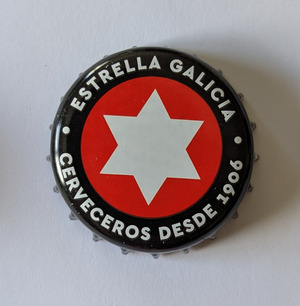 ESTRELLA GALICIA
CERVECEROS DESDE 1906